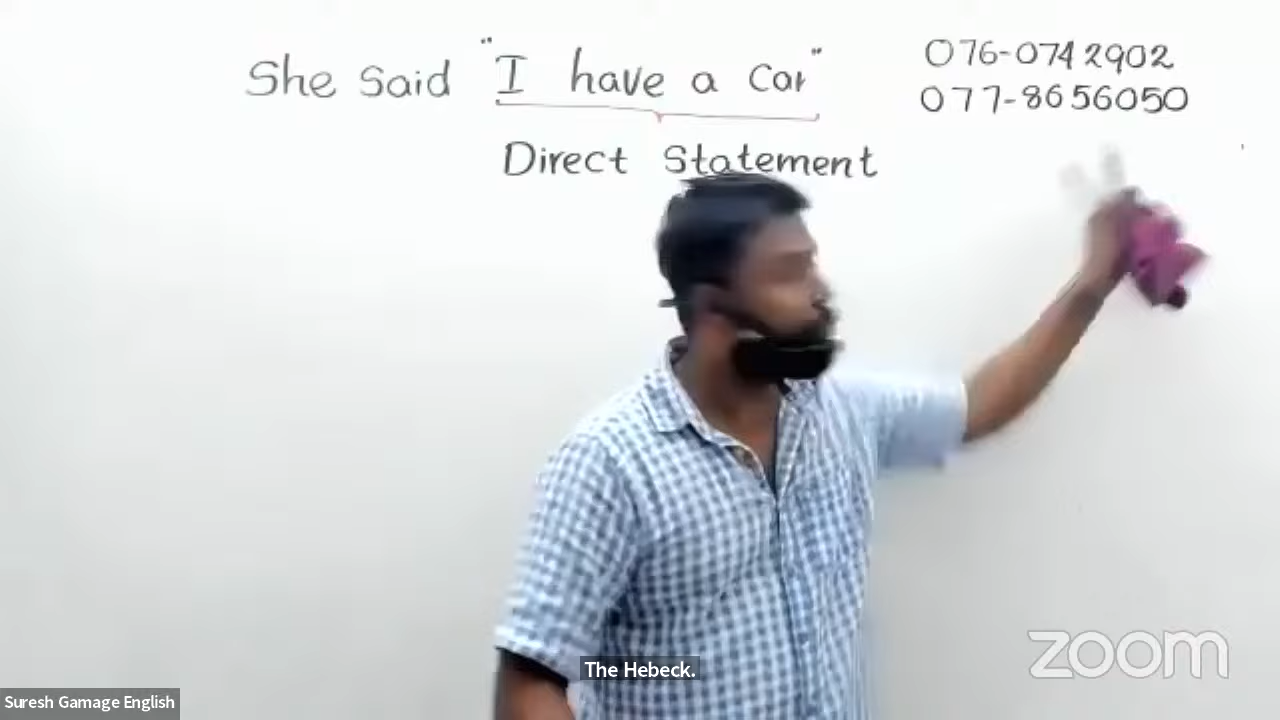 She Said "I have a Car"
076-0742902
077-8656050
Direct Statement
zoom
The Hebeck.
Suresh Gamage English